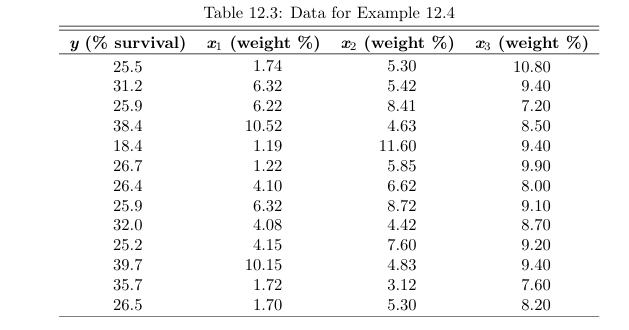 Table 12.3: Data for Example 12.4
y (% survival) x₁ (weight %) x₂ (weight %) x₃ (weight %)
25.5 1.74 5.30 10.80
31.2 6.32 5.42 9.40
25.9 6.22 8.41 7.20
38.4 10.52 4.63 8.50
18.4 1.19 11.60 9.40
26.7 1.22 5.85 9.90
26.4 4.10 6.62 8.00
25.9 6.32 8.72 9.10
32.0 4.08 4.42 8.70
25.2 4.15 7.60 9.20
39.7 10.15 4.83 9.40
35.7 1.72 3.12 7.60
26.5 1.70 5.30 8.20